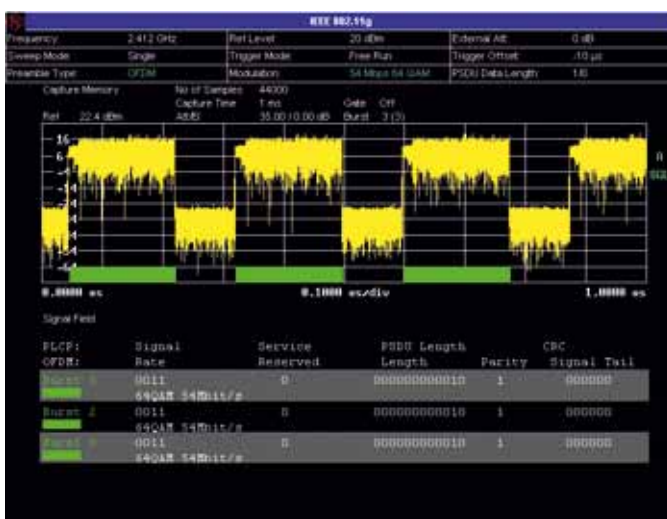 IEEE 802.11g
Frequency: 2.412 GHz Ref Level: 20 dBm External Att: 0 dB
Sweep Mode: Single Trigger Mode: Free Run Trigger Offset: -10 µs
Preamble Type: OFDM Modulation: 54 Mbps 64 QAM PSDU Data Length:
Capture Memory No of Samples 44000
Capture Time 1 ms Gate Off
Ref 22.4 dBm Att/El 35.00 / 0.00 dB Burst 3 (3)
16
6
-4
-14
A
0.0000 ms 0.1000 ms/div 1.0000 ms
Signal Field
PLCP: Signal Service PSDU Length CRC
OFDM: Rate Reserved Length Parity Signal Tail
Burst 0011 0 000000000010 1 000000
64QAM 54Mbit/s
Burst 2 0011 0 000000000010 1 000000
64QAM 54Mbit/s
Burst 0011 0 000000000010 1 000000
64QAM 54Mbit/s